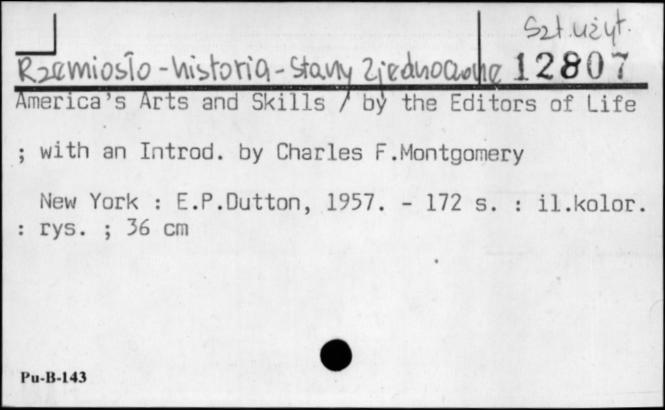 Szt.użyt.
Rzemiosło - historia - Stany Zjednoczone 12807
America's Arts and Skills / by the Editors of Life
; with an Introd. by Charles F.Montgomery
New York : E.P.Dutton, 1957. - 172 s. : il.kolor.
: rys. ; 36 cm
Pu-B-143